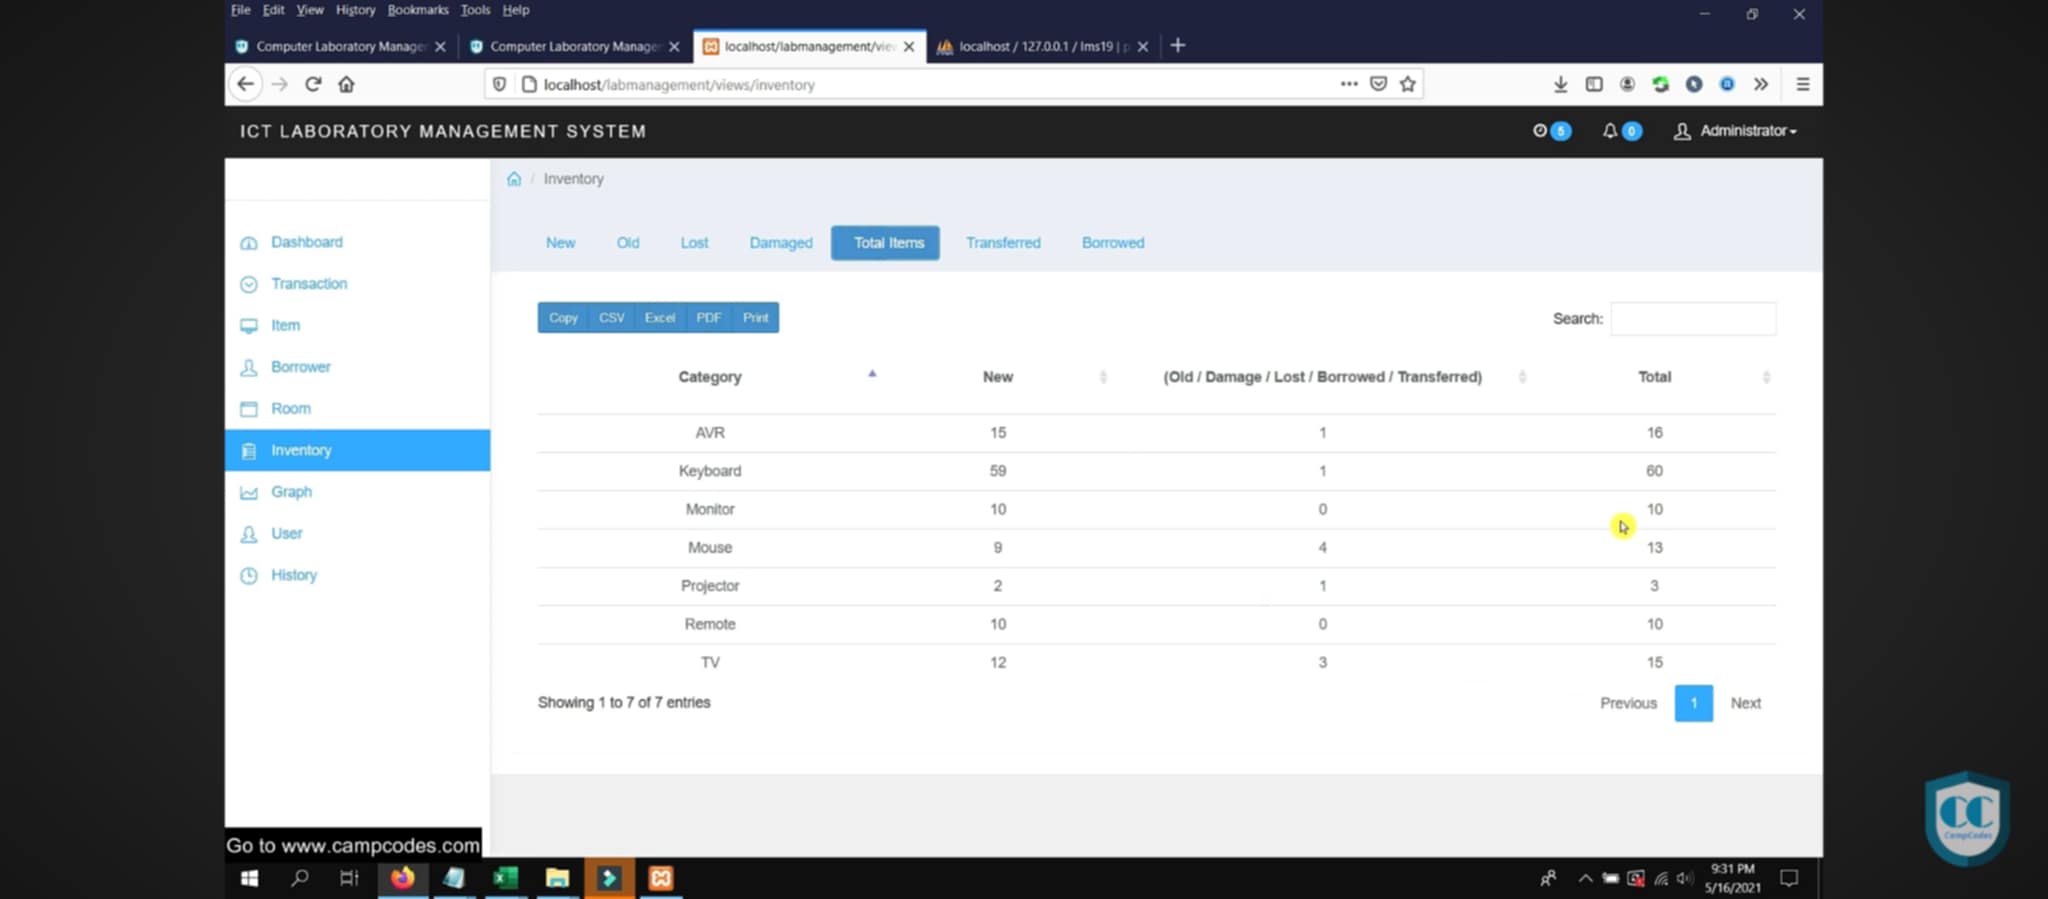 File Edit View History Bookmarks Tools Help
Computer Laboratory Manage Computer Laboratory Manage localhost/labmanagement/vie localhost / 127.0.0.1 / lms19 | p
localhost/labmanagement/views/inventory
ICT LABORATORY MANAGEMENT SYSTEM 5 0 Administrator
/ Inventory
New Old Lost Damaged Total Items Transferred Borrowed
Dashboard
Transaction
Item
Borrower
Room
Inventory
Graph
User
History
Copy CSV Excel PDF Print Search:
Category New (Old / Damage / Lost / Borrowed / Transferred) Total
AVR 15 1 16
Keyboard 59 1 60
Monitor 10 0 10
Mouse 9 4 13
Projector 2 1 3
Remote 10 0 10
TV 12 3 15
Showing 1 to 7 of 7 entries Previous 1 Next
CC
CampCodes
Go to www.campcodes.com
9:31 PM
5/16/2021